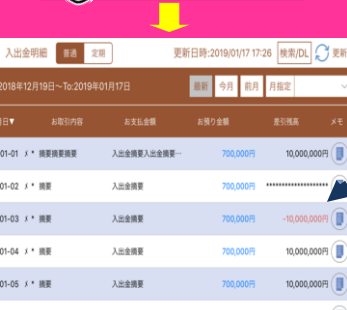 入出金明細 普通 定期 更新日時:2019/01/17 17:26 検索/DL 更新
2018年12月19日～To:2019年01月17日 最新 今月 前月 月指定
月日▼ お取引内容 お支払金額 お預り金額 差引残高 メモ
01-01 メ * 摘要摘要摘要 入出金摘要入出金摘要… 700,000円 10,000,000円
01-02 メ * 摘要 入出金摘要 700,000円 *******************
01-03 メ * 摘要 入出金摘要 700,000円 -10,000,000円
01-04 メ * 摘要 入出金摘要 700,000円 10,000,000円
01-05 メ * 摘要 入出金摘要 700,000円 10,000,000円